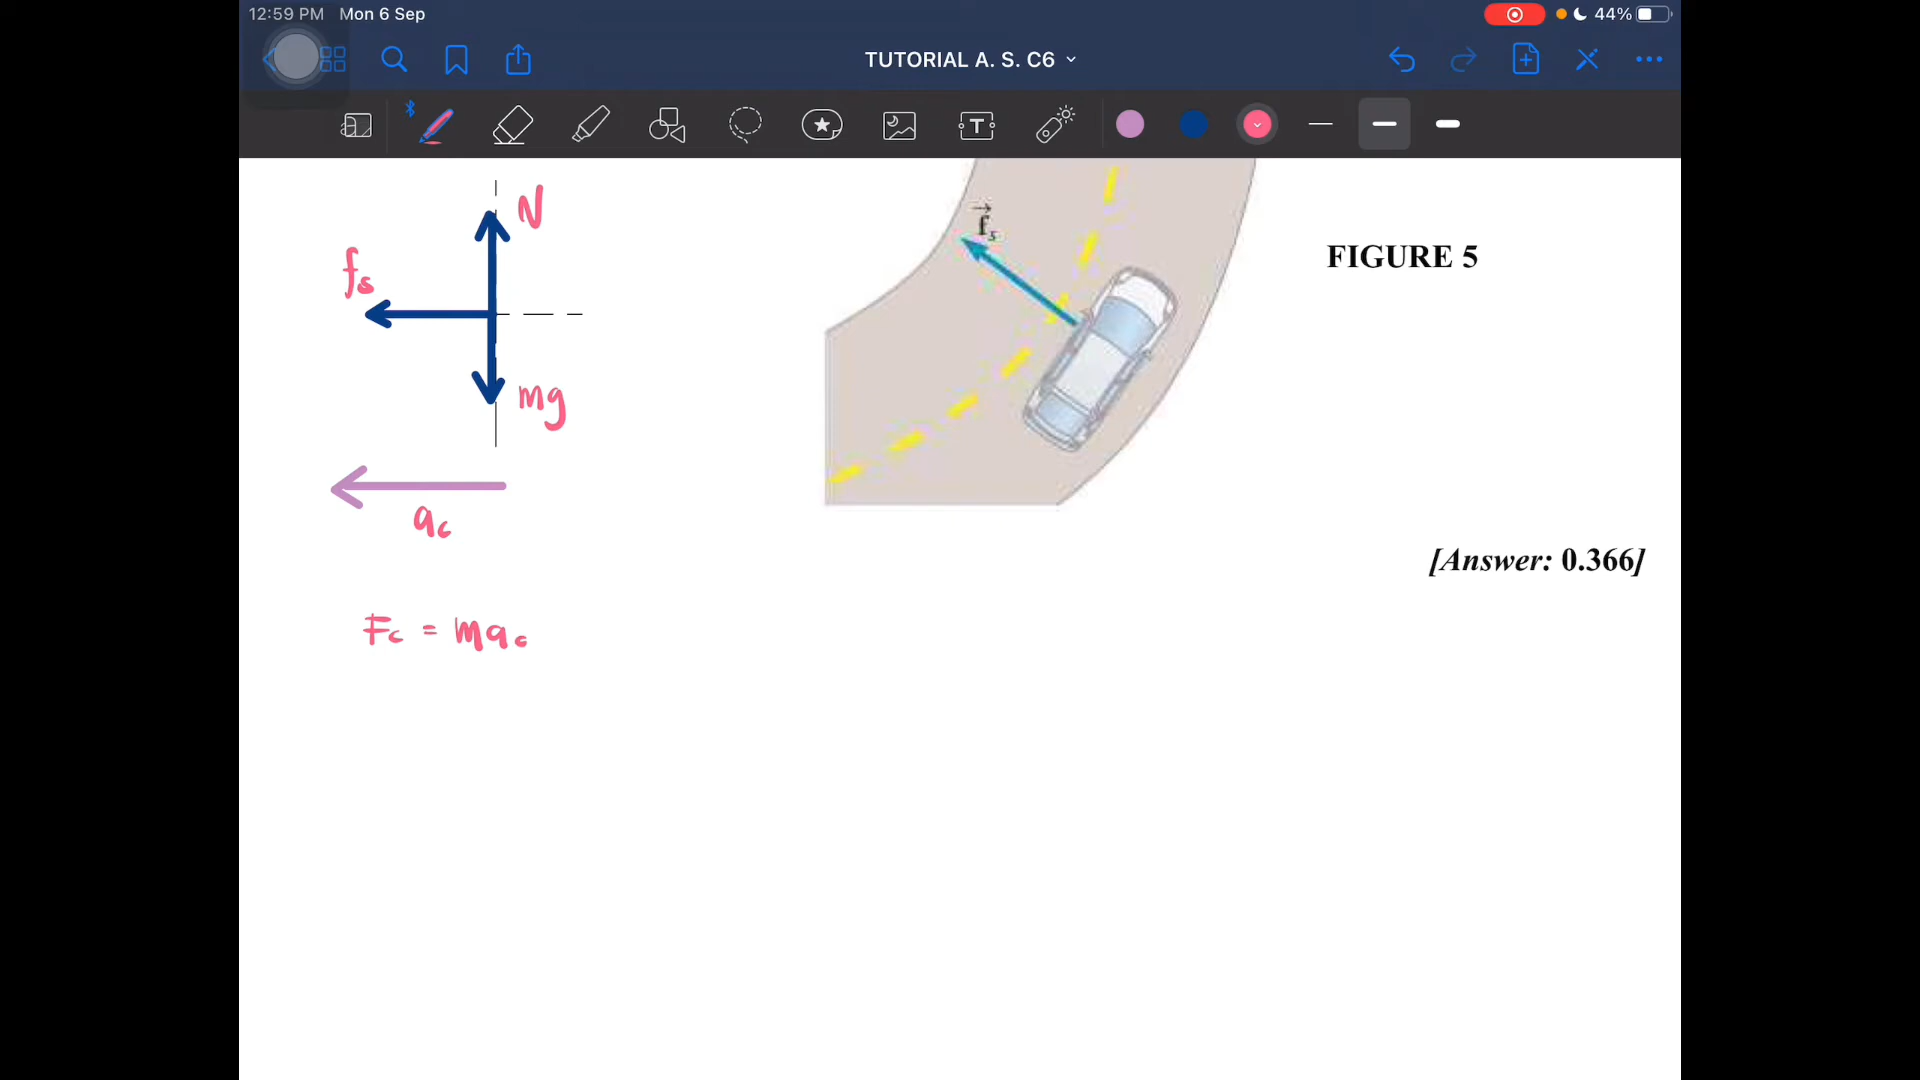 12:59 PM Mon 6 Sep
44%
TUTORIAL A. S. C6
T
N
fs
mg
ac
Fc = mac
fs
FIGURE 5
[Answer: 0.366]